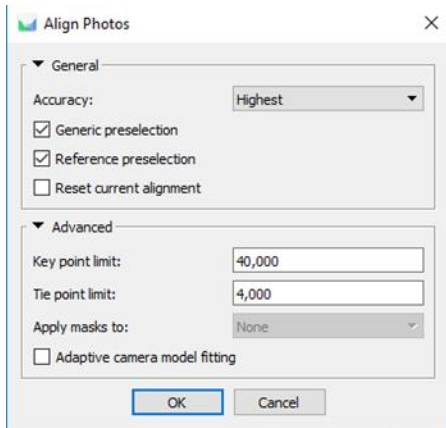 Align Photos
General
Accuracy: Highest
Generic preselection
Reference preselection
Reset current alignment
Advanced
Key point limit: 40,000
Tie point limit: 4,000
Apply masks to: None
Adaptive camera model fitting
OK Cancel